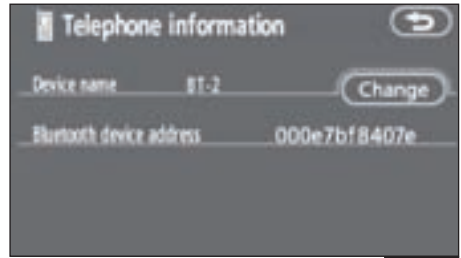 Telephone information
Device name BT-2 Change
Bluetooth device address 000e7bf8407e